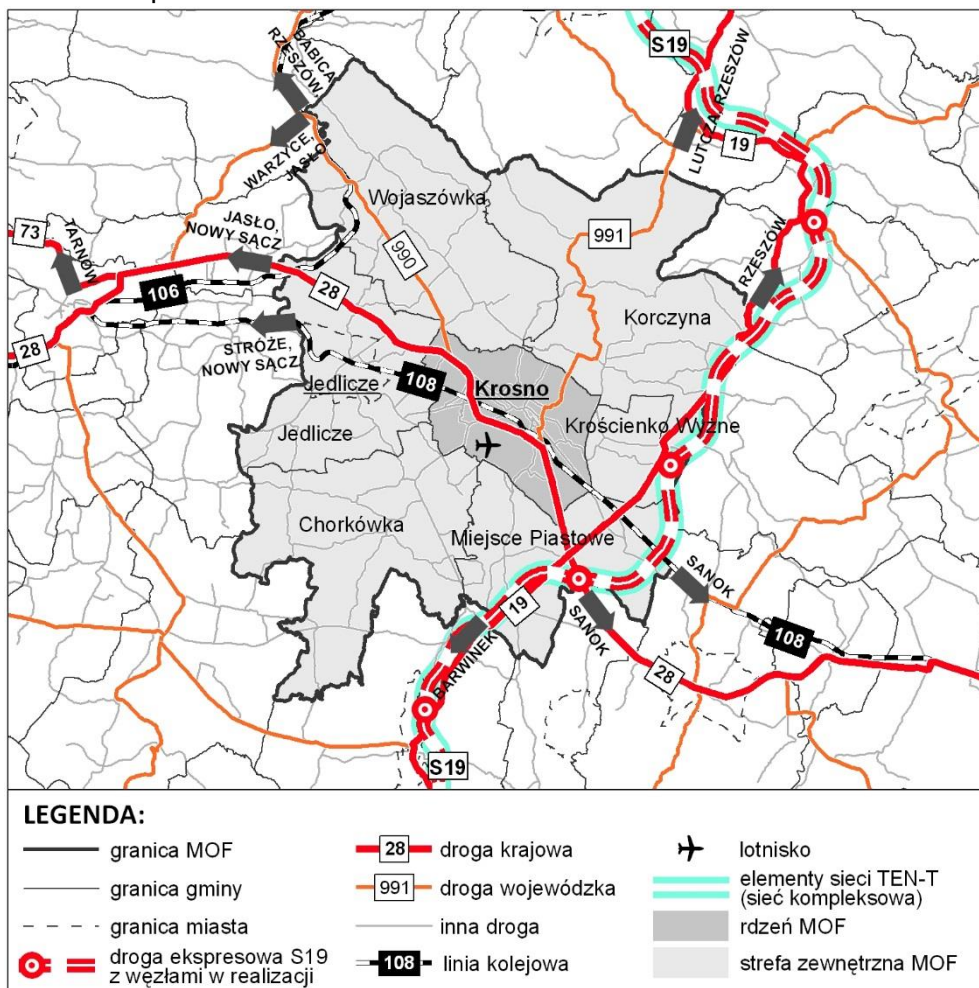 S19
BABICA,
RZESZÓW,
WARZYCE,
JASŁO
LUTCZA, RZESZÓW
19
Wojaszówka
JASŁO,
NOWY SĄCZ
TARNÓW
73
990
991
RZESZÓW
106
28
28
STRÓŻE,
NOWY SĄCZ
Korczyna
108
Krosno
Jedlicze
Jedlicze
Krościenko Wyżne
Chorkówka
Miejsce Piastowe
19
SANOK
SANOK
108
BARWINEK
28
S19
LEGENDA:
granica MOF
granica gminy
granica miasta
droga ekspresowa S19
z węzłami w realizacji
28 droga krajowa
991 droga wojewódzka
inna droga
108 linia kolejowa
lotnisko
elementy sieci TEN-T
(sieć kompleksowa)
rdzeń MOF
strefa zewnętrzna MOF